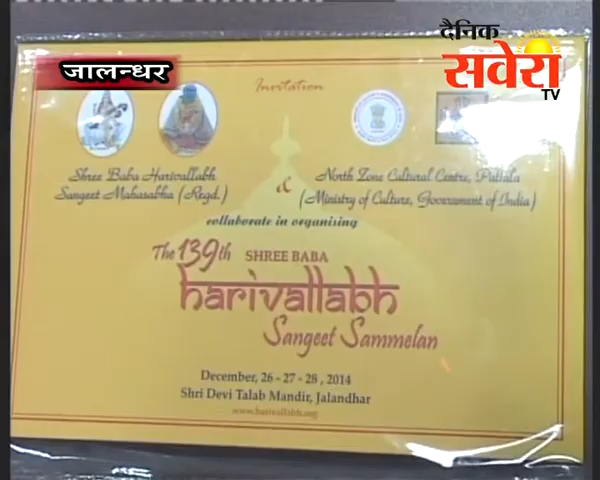 दैनिक
सवेरा
TV
जालन्धर
Invitation
Shree Baba Harivallabh
Sangeet Mahasabha (Regd.)
&
North Zone Cultural Centre, Patiala
(Ministry of Culture, Government of India)
collaborate in organising
The 139th SHREE BABA
harivallabh
Sangeet Sammelan
December, 26 - 27 - 28 , 2014
Shri Devi Talab Mandir, Jalandhar
www.harivallabh.org